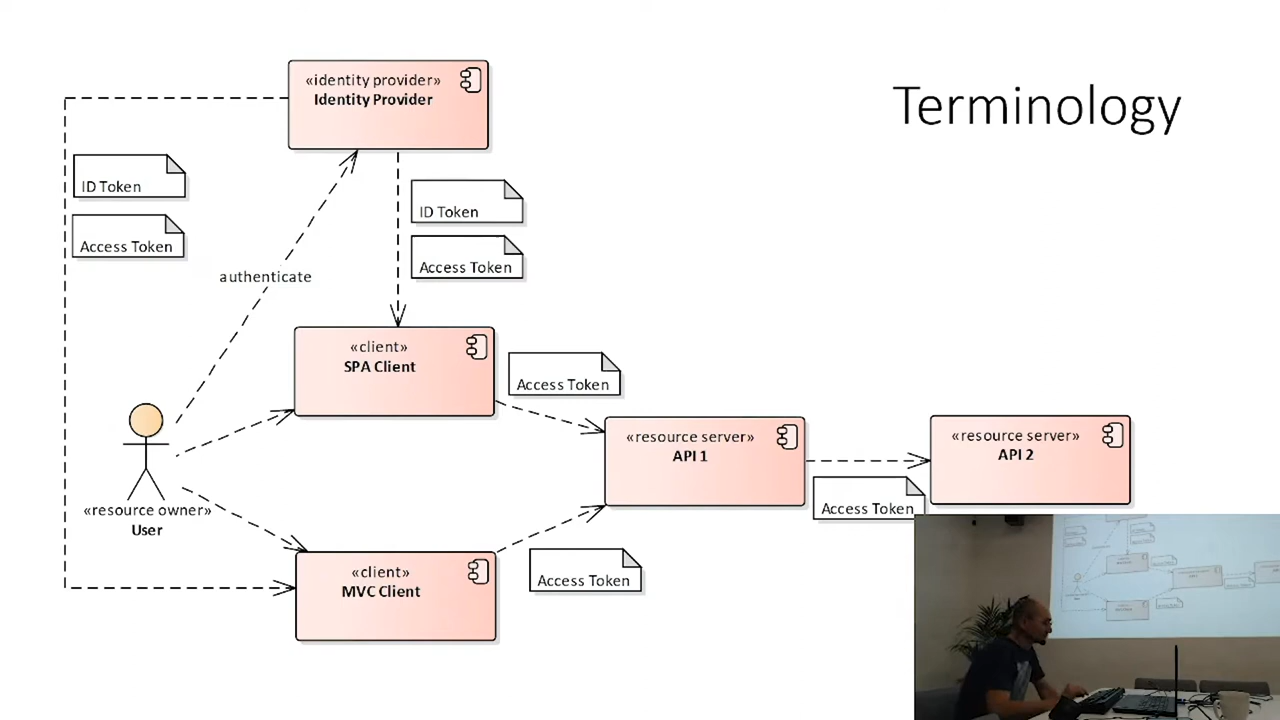 Terminology
«identity provider»
Identity Provider
ID Token
Access Token
ID Token
Access Token
authenticate
«client»
SPA Client
Access Token
«resource server»
API 1
«resource server»
API 2
Access Token
«resource owner»
User
«client»
MVC Client
Access Token